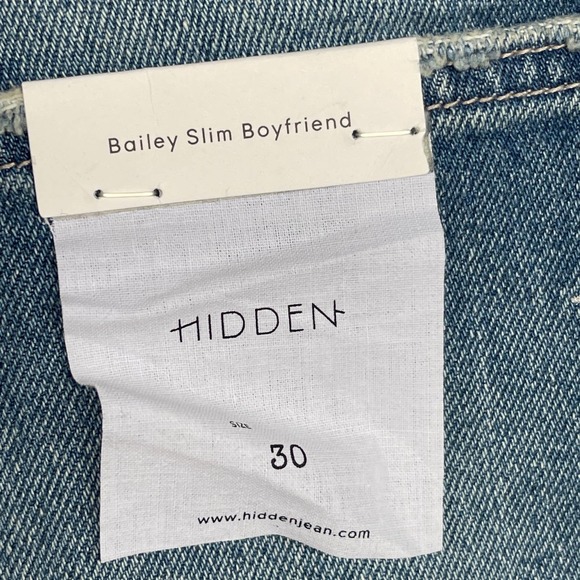 Bailey Slim Boyfriend
HIDDEN
SIZE
30
www.hiddenjean.com